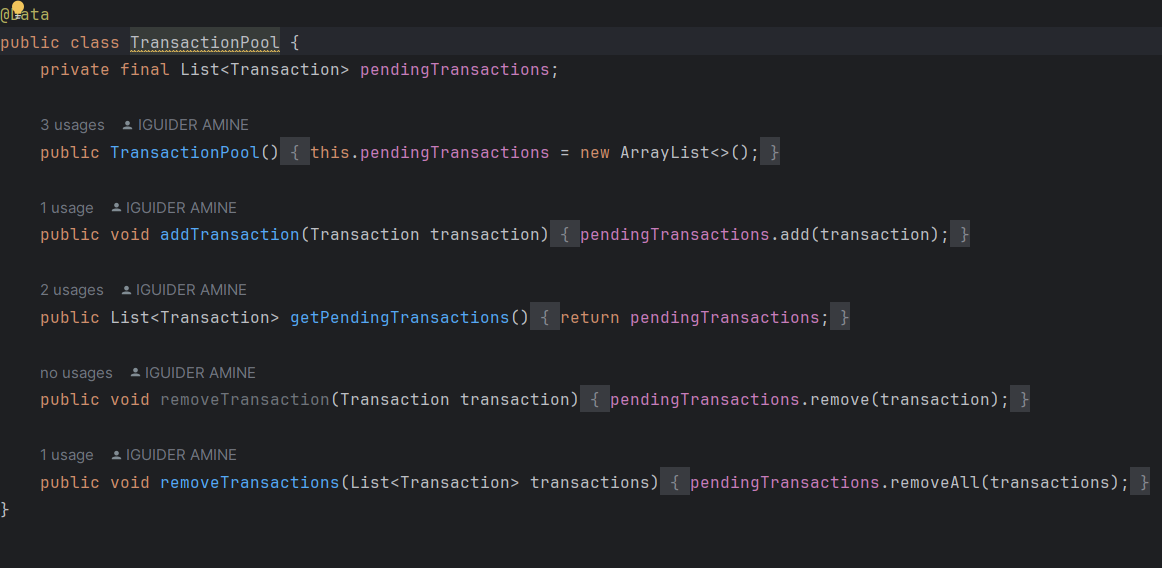 @Data
public class TransactionPool {
    private final List<Transaction> pendingTransactions;
3 usages IGUIDER AMINE
    public TransactionPool() { this.pendingTransactions = new ArrayList<>(); }
1 usage IGUIDER AMINE
    public void addTransaction(Transaction transaction) { pendingTransactions.add(transaction); }
2 usages IGUIDER AMINE
    public List<Transaction> getPendingTransactions() { return pendingTransactions; }
no usages IGUIDER AMINE
    public void removeTransaction(Transaction transaction) { pendingTransactions.remove(transaction); }
1 usage IGUIDER AMINE
    public void removeTransactions(List<Transaction> transactions) { pendingTransactions.removeAll(transactions); }
}